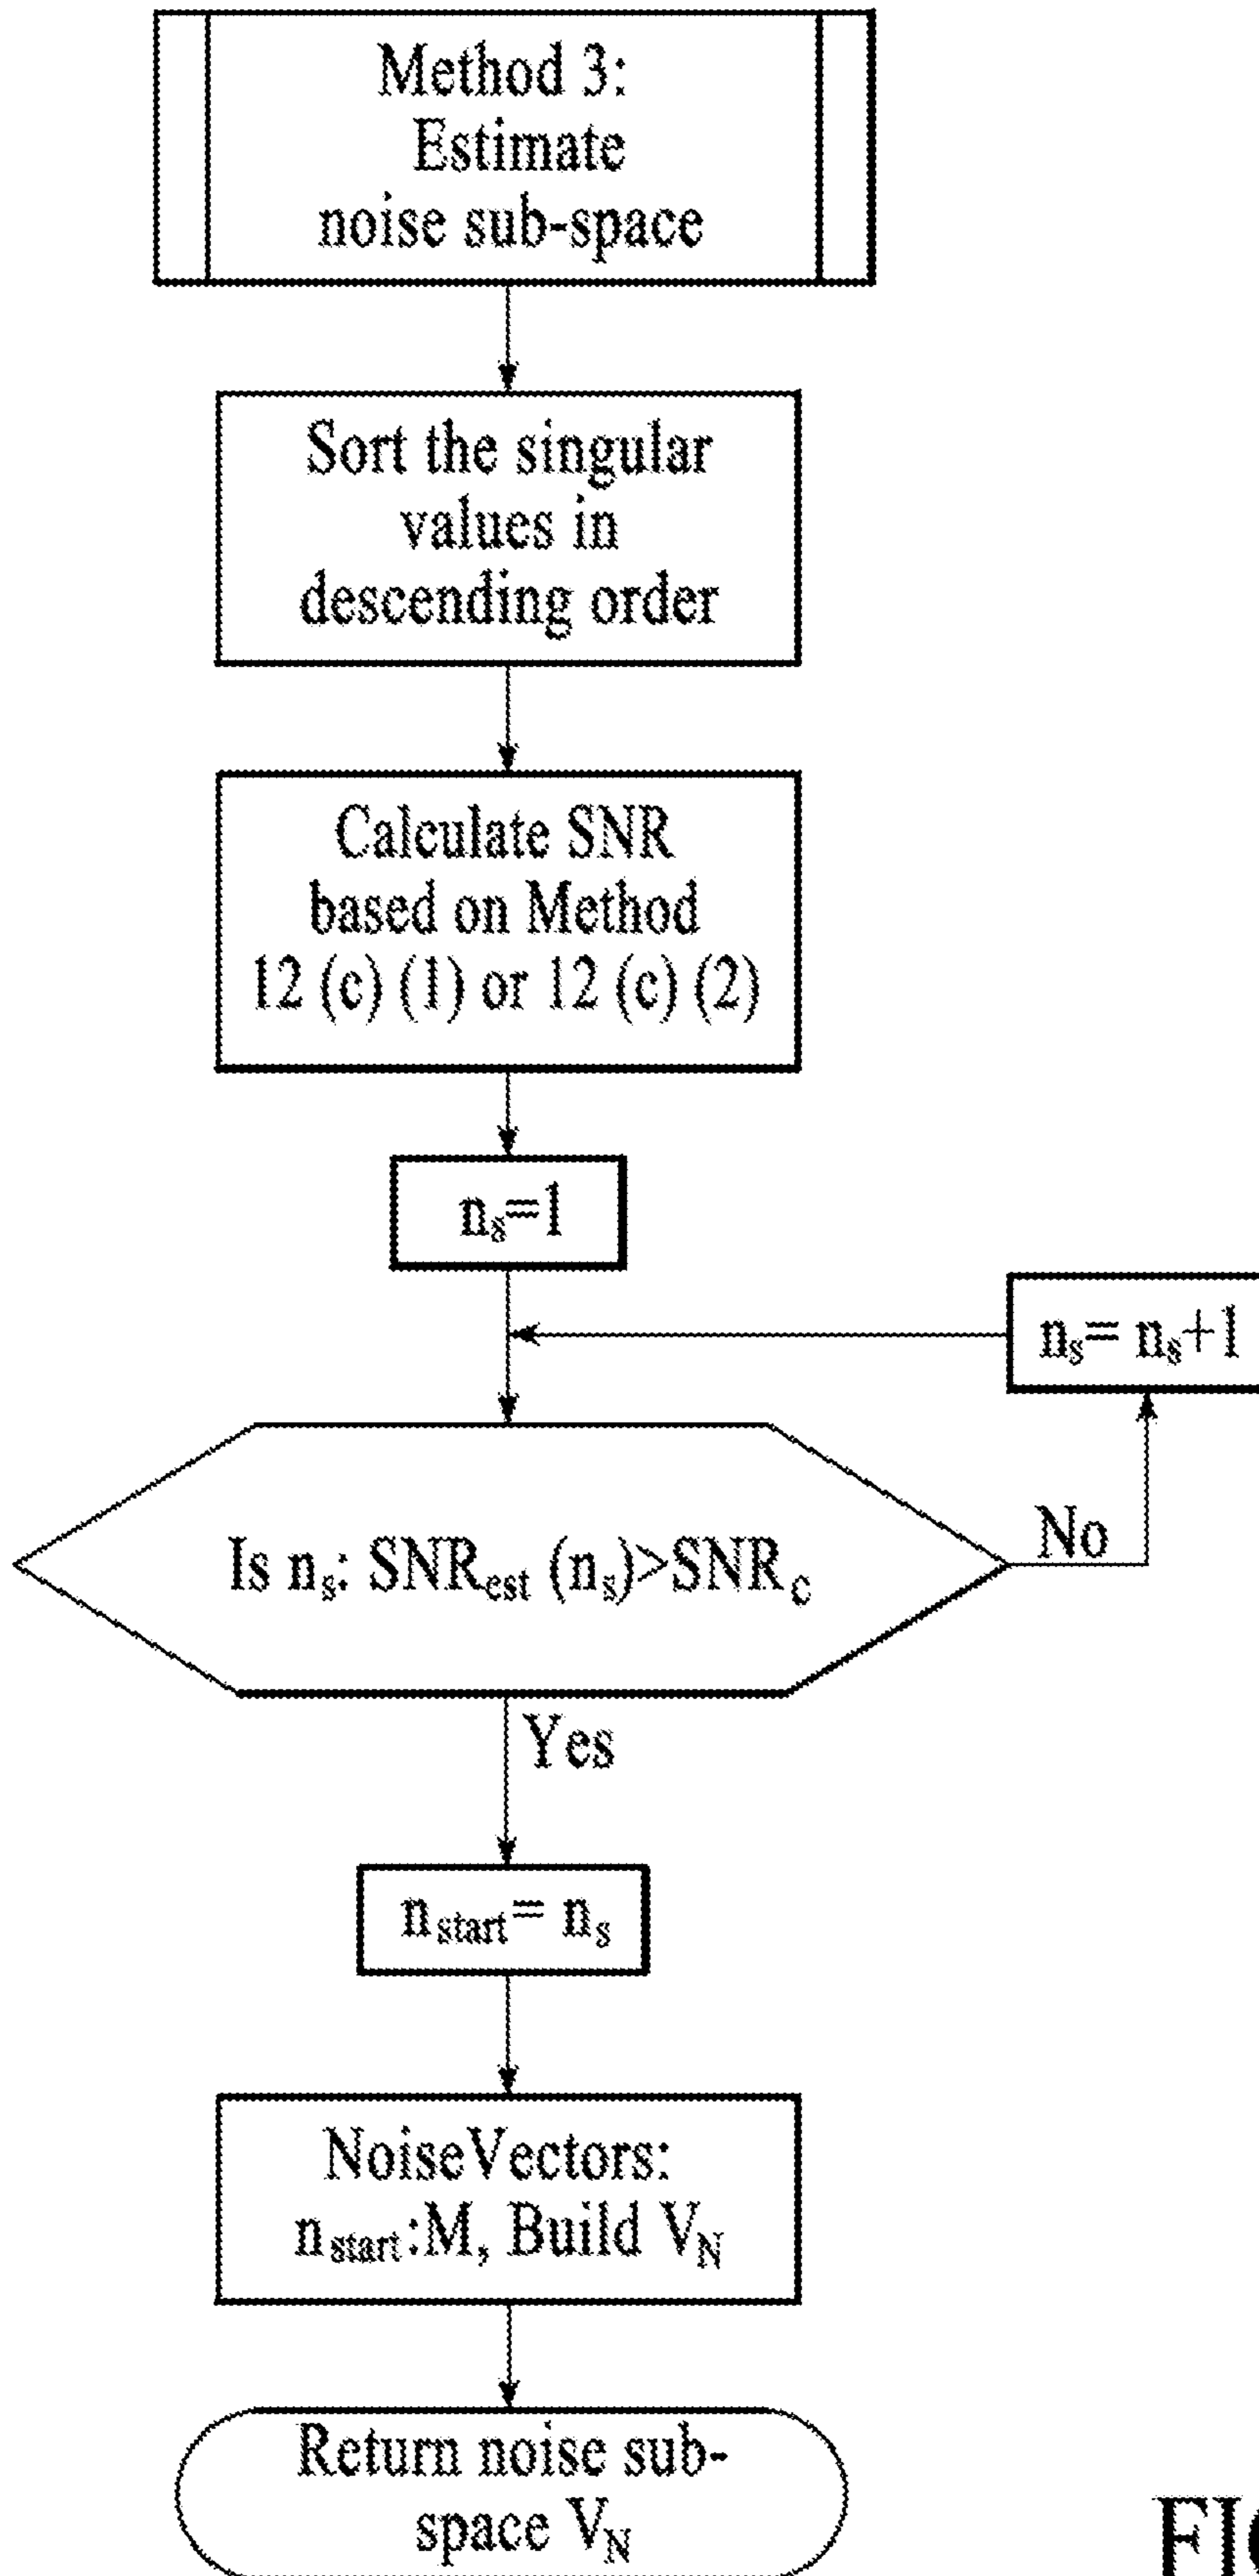 Method 3:
Estimate
noise sub-space
Sort the singular
values in
descending order
Calculate SNR
based on Method
12 (c) (1) or 12 (c) (2)
nₛ=1
nₛ= nₛ+1
Is nₛ: SNRest (nₛ)>SNRc
No
Yes
nstart= nₛ
NoiseVectors:
nstart:M, Build VN
Return noise sub-
space VN